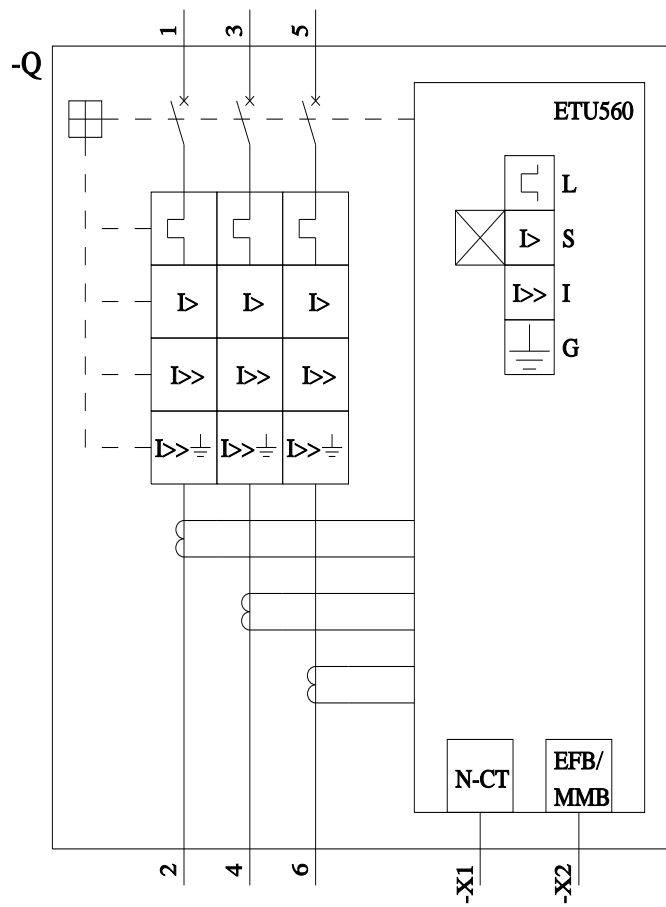 1 3 5
-Q
ETU560
L
I> S
I>> I
G
I> I> I>
I>> I>> I>>
I>> I>> I>>
N-CT
EFB/
MMB
2 4 6 -X1 -X2